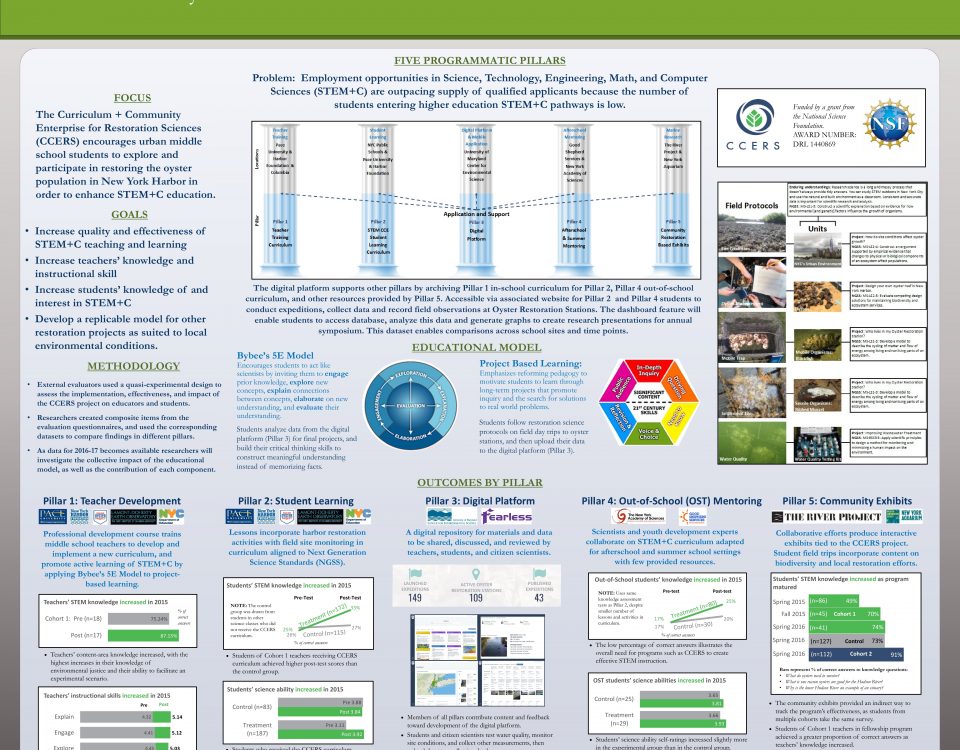 FIVE PROGRAMMATIC PILLARS
Problem: Employment opportunities in Science, Technology, Engineering, Math, and Computer
Sciences (STEM+C) are outpacing supply of qualified applicants because the number of
students entering higher education STEM+C pathways is low.
FOCUS
The Curriculum + Community
Enterprise for Restoration Sciences
(CCERS) encourages urban middle
school students to explore and
participate in restoring the oyster
population in New York Harbor in
order to enhance STEM+C education.
GOALS
• Increase quality and effectiveness of
STEM+C teaching and learning
• Increase teachers' knowledge and
instructional skill
• Increase students' knowledge of and
interest in STEM+C
• Develop a replicable model for other
restoration projects as suited to local
environmental conditions.
METHODOLOGY
• External evaluators used a quasi-experimental design to
assess the implementation, effectiveness, and impact of
the CCERS project on educators and students.
• Researchers created composite items from the
evaluation questionnaires, and used the corresponding
datasets to compare findings in different pillars.
• As data for 2016-17 becomes available researchers will
investigate the collective impact of the educational
model, as well as the contribution of each component.
Locations
Teacher
Training
Pace
University &
Harbor
Foundation &
Columbia
Student
Learning
NYC Public
Schools &
Pace University
& Harbor
Foundation
Digital Platform
& Mobile
Application
University of
Maryland
Center for
Environmental
Science
Afterschool
Mentoring
Good
Shepherd
Services &
New York
Academy of
Sciences
Marine
Research
The River
Project &
New York
Aquarium
Pillar
Application and Support
Pillar 1
Teacher
Training
Curriculum
Pillar 2
STEM CCE
Student
Learning
Curriculum
Pillar 3
Digital
Platform
Pillar 4
Afterschool
& Summer
Mentoring
Pillar 5
Community
Restoration
Based Exhibits
The digital platform supports other pillars by archiving Pillar 1 in-school curriculum for Pillar 2, Pillar 4 out-of-school
curriculum, and other resources provided by Pillar 5. Accessible via associated website for Pillar 2 and Pillar 4 students to
conduct expeditions, collect data and record field observations at Oyster Restoration Stations. The dashboard feature will
enable students to access database, analyse this data and generate graphs to create research presentations for annual
symposium. This dataset enables comparisons across school sites and time points.
EDUCATIONAL MODEL
Bybee's 5E Model
Encourages students to act like
scientists by inviting them to engage
prior knowledge, explore new
concepts, explain connections
between concepts, elaborate on new
understanding, and evaluate their
understanding.
Students analyze data from the digital
platform (Pillar 3) for final projects, and
build their critical thinking skills to
construct meaningful understanding
instead of memorizing facts.
EXPLORATION
EVALUATION
ELABORATION
Project Based Learning:
Emphasizes reforming pedagogy to
motivate students to learn through
long-term projects that promote
inquiry and the search for solutions
to real world problems.
Students follow restoration science
protocols on field day trips to oyster
stations, and then upload their data
to the digital platform (Pillar 3).
In-Depth
Inquiry
Driving
Question
Need to
Know
Voice &
Choice
Revision &
Reflection
Public
Audience
SIGNIFICANT
CONTENT
21ST CENTURY
SKILLS
CCERS
Funded by a grant from
the National Science
Foundation.
AWARD NUMBER:
DRL 1440869
NSF
Field Protocols
Units
NYC's Urban Environment
Mobile Trap
Water Quality
Water Quality Testing Kit
OUTCOMES BY PILLAR
Pillar 1: Teacher Development
PACE
LAMONT-DOHERTY
EARTH OBSERVATORY
NYC
Professional development course trains
middle school teachers to develop and
implement a new curriculum, and
promote active learning of STEM+C by
applying Bybee's 5E Model to project-
based learning.
Teachers' STEM knowledge increased in 2015
% of
correct
answers
Cohort 1: Pre (n=18)
75.24%
Post (n=17)
87.15%
• Teachers' content-area knowledge increased, with the
highest increases in their knowledge of
environmental justice and their ability to facilitate an
experimental scenario.
Teachers' instructional skills increased in 2015
Pre Post
Explain 4.32 5.14
Engage 4.41 5.12
Explore 5.03
Pillar 2: Student Learning
PACE
LAMONT-DOHERTY
EARTH OBSERVATORY
NYC
Lessons incorporate harbor restoration
activities with field site monitoring in
curriculum aligned to Next Generation
Science Standards (NGSS).
Students' STEM knowledge increased in 2015
NOTE: The control
group was drawn from
students in other
science classes who did
not receive the CCERS
curriculum.
Pre-Test Post-Test
Treatment (n=172)
Control (n=115)
27%
% of correct answers
• Students of Cohort 1 teachers receiving CCERS
curriculum achieved higher post-test scores than
the control group.
Students' science ability increased in 2015
Control (n=83)
Pre 3.88
Post 3.84
Treatment
(n=187)
Post 3.92
• Students who received the CCERS curriculum
Pillar 3: Digital Platform
fearless
A digital repository for materials and data
to be shared, discussed, and reviewed by
teachers, students, and citizen scientists.
LAUNCHED
EXPEDITIONS
149
ACTIVE OYSTER
RESTORATION STATIONS
109
PUBLISHED
EXPEDITIONS
43
• Members of all pillars contribute content and feedback
toward development of the digital platform.
• Students and citizen scientists test water quality, monitor
site conditions, and collect other measurements, then
Pillar 4: Out-of-School (OST) Mentoring
The New York
Academy of Sciences
GOOD
SHEPHERD
SERVICES
Scientists and youth development experts
collaborate on STEM+C curriculum adapted
for afterschool and summer school settings
with few provided resources.
Out-of-School students' knowledge increased in 2015
NOTE: Uses same
knowledge assessment
tests as Pillar 2, despite
smaller number of
lessons and activities in
curriculum.
Pre-test Post-test
Treatment (n=80)
17%
17%
Control (n=30)
20%
% of correct answers
• The low percentage of correct answers illustrates the
overall need for programs such as CCERS to create
effective STEM instruction.
OST students' science abilities increased in 2015
Control (n=25)
3.81
Treatment
(n=29)
3.66
• Students' science ability self-ratings increased slightly more
in the experimental group than in the control group.
Pillar 5: Community Exhibits
THE RIVER PROJECT
NEW YORK
AQUARIUM
Collaborative efforts produce interactive
exhibits tied to the CCERS project.
Student field trips incorporate content on
biodiversity and local restoration efforts.
Students' STEM knowledge increased as program
matured
Spring 2015 (n=86) 49%
Fall 2015 (n=45) Cohort 1 70%
Spring 2016 (n=41) 74%
Spring 2016 (n=127) Control 73%
Spring 2016 (n=112) Cohort 2 91%
Bars represent % of correct answers to knowledge questions:
• What do oysters need to survive?
• What is one reason oysters are good for the Hudson River?
• Why is the lower Hudson River an example of an estuary?
• The community exhibits provided an indirect way to
track the program's effectiveness, as students from
multiple cohorts take the same survey.
• Students of Cohort 1 teachers in fellowship program
achieved a greater proportion of correct answers as
teachers' knowledge increased.